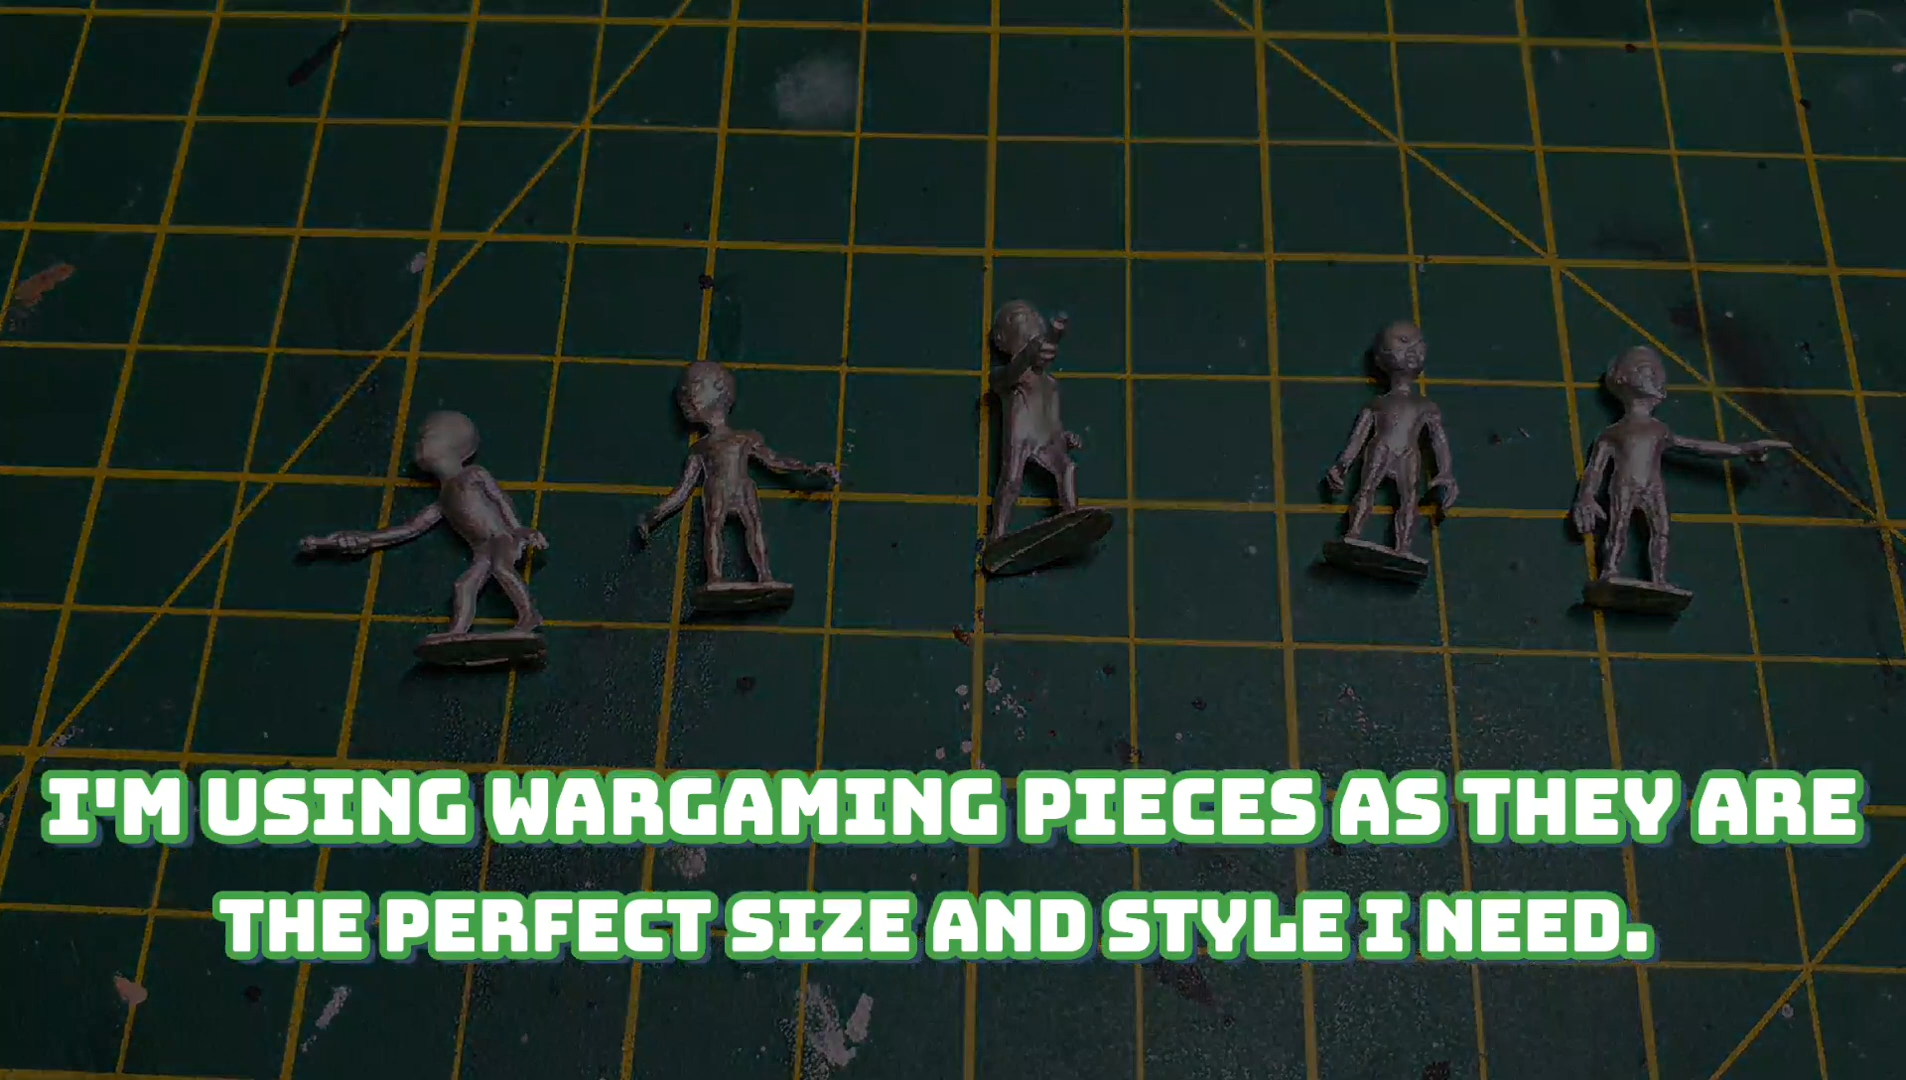 I'M USING WARGAMING PIECES AS THEY ARE
THE PERFECT SIZE AND STYLE I NEED.